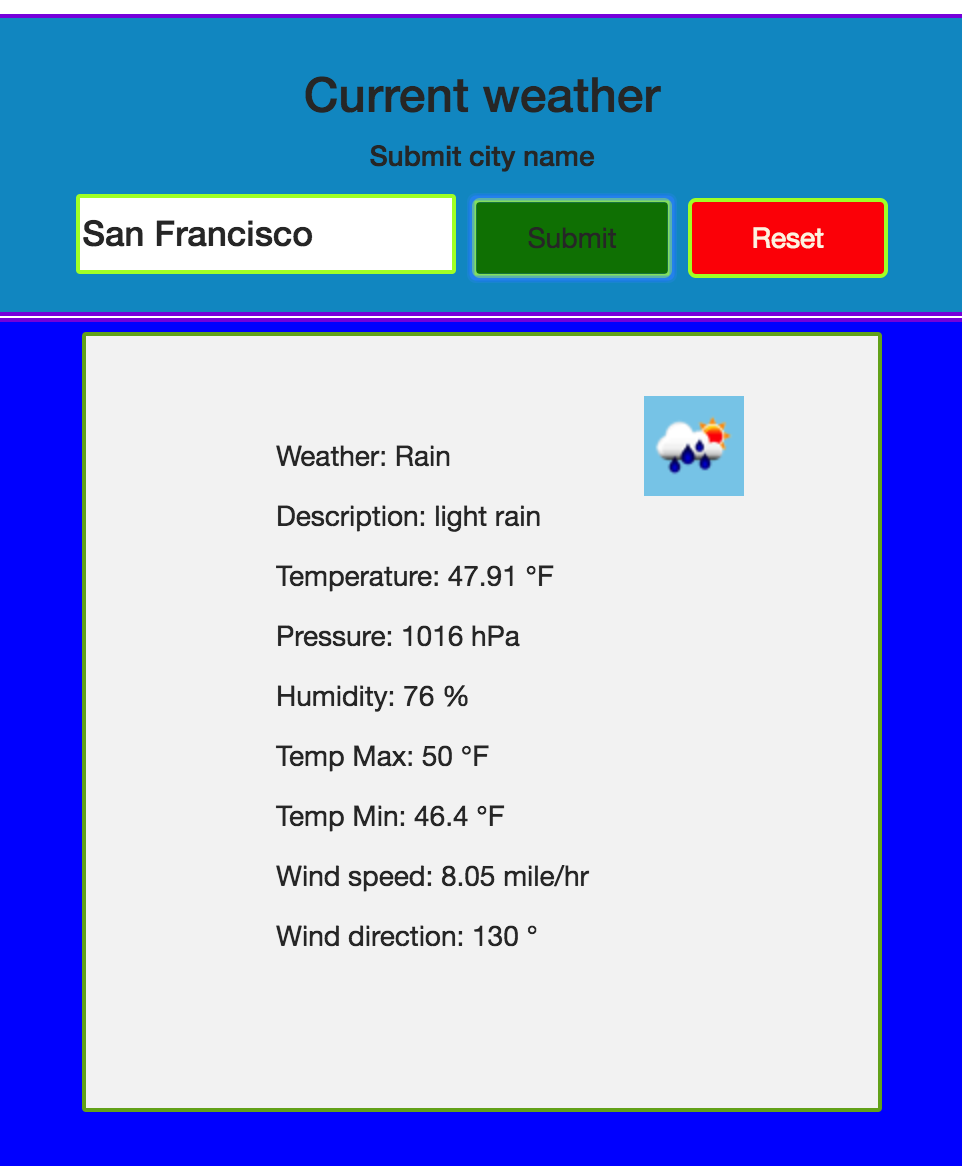 Current weather
Submit city name
San Francisco
Submit
Reset
Weather: Rain
Description: light rain
Temperature: 47.91 °F
Pressure: 1016 hPa
Humidity: 76 %
Temp Max: 50 °F
Temp Min: 46.4 °F
Wind speed: 8.05 mile/hr
Wind direction: 130 °